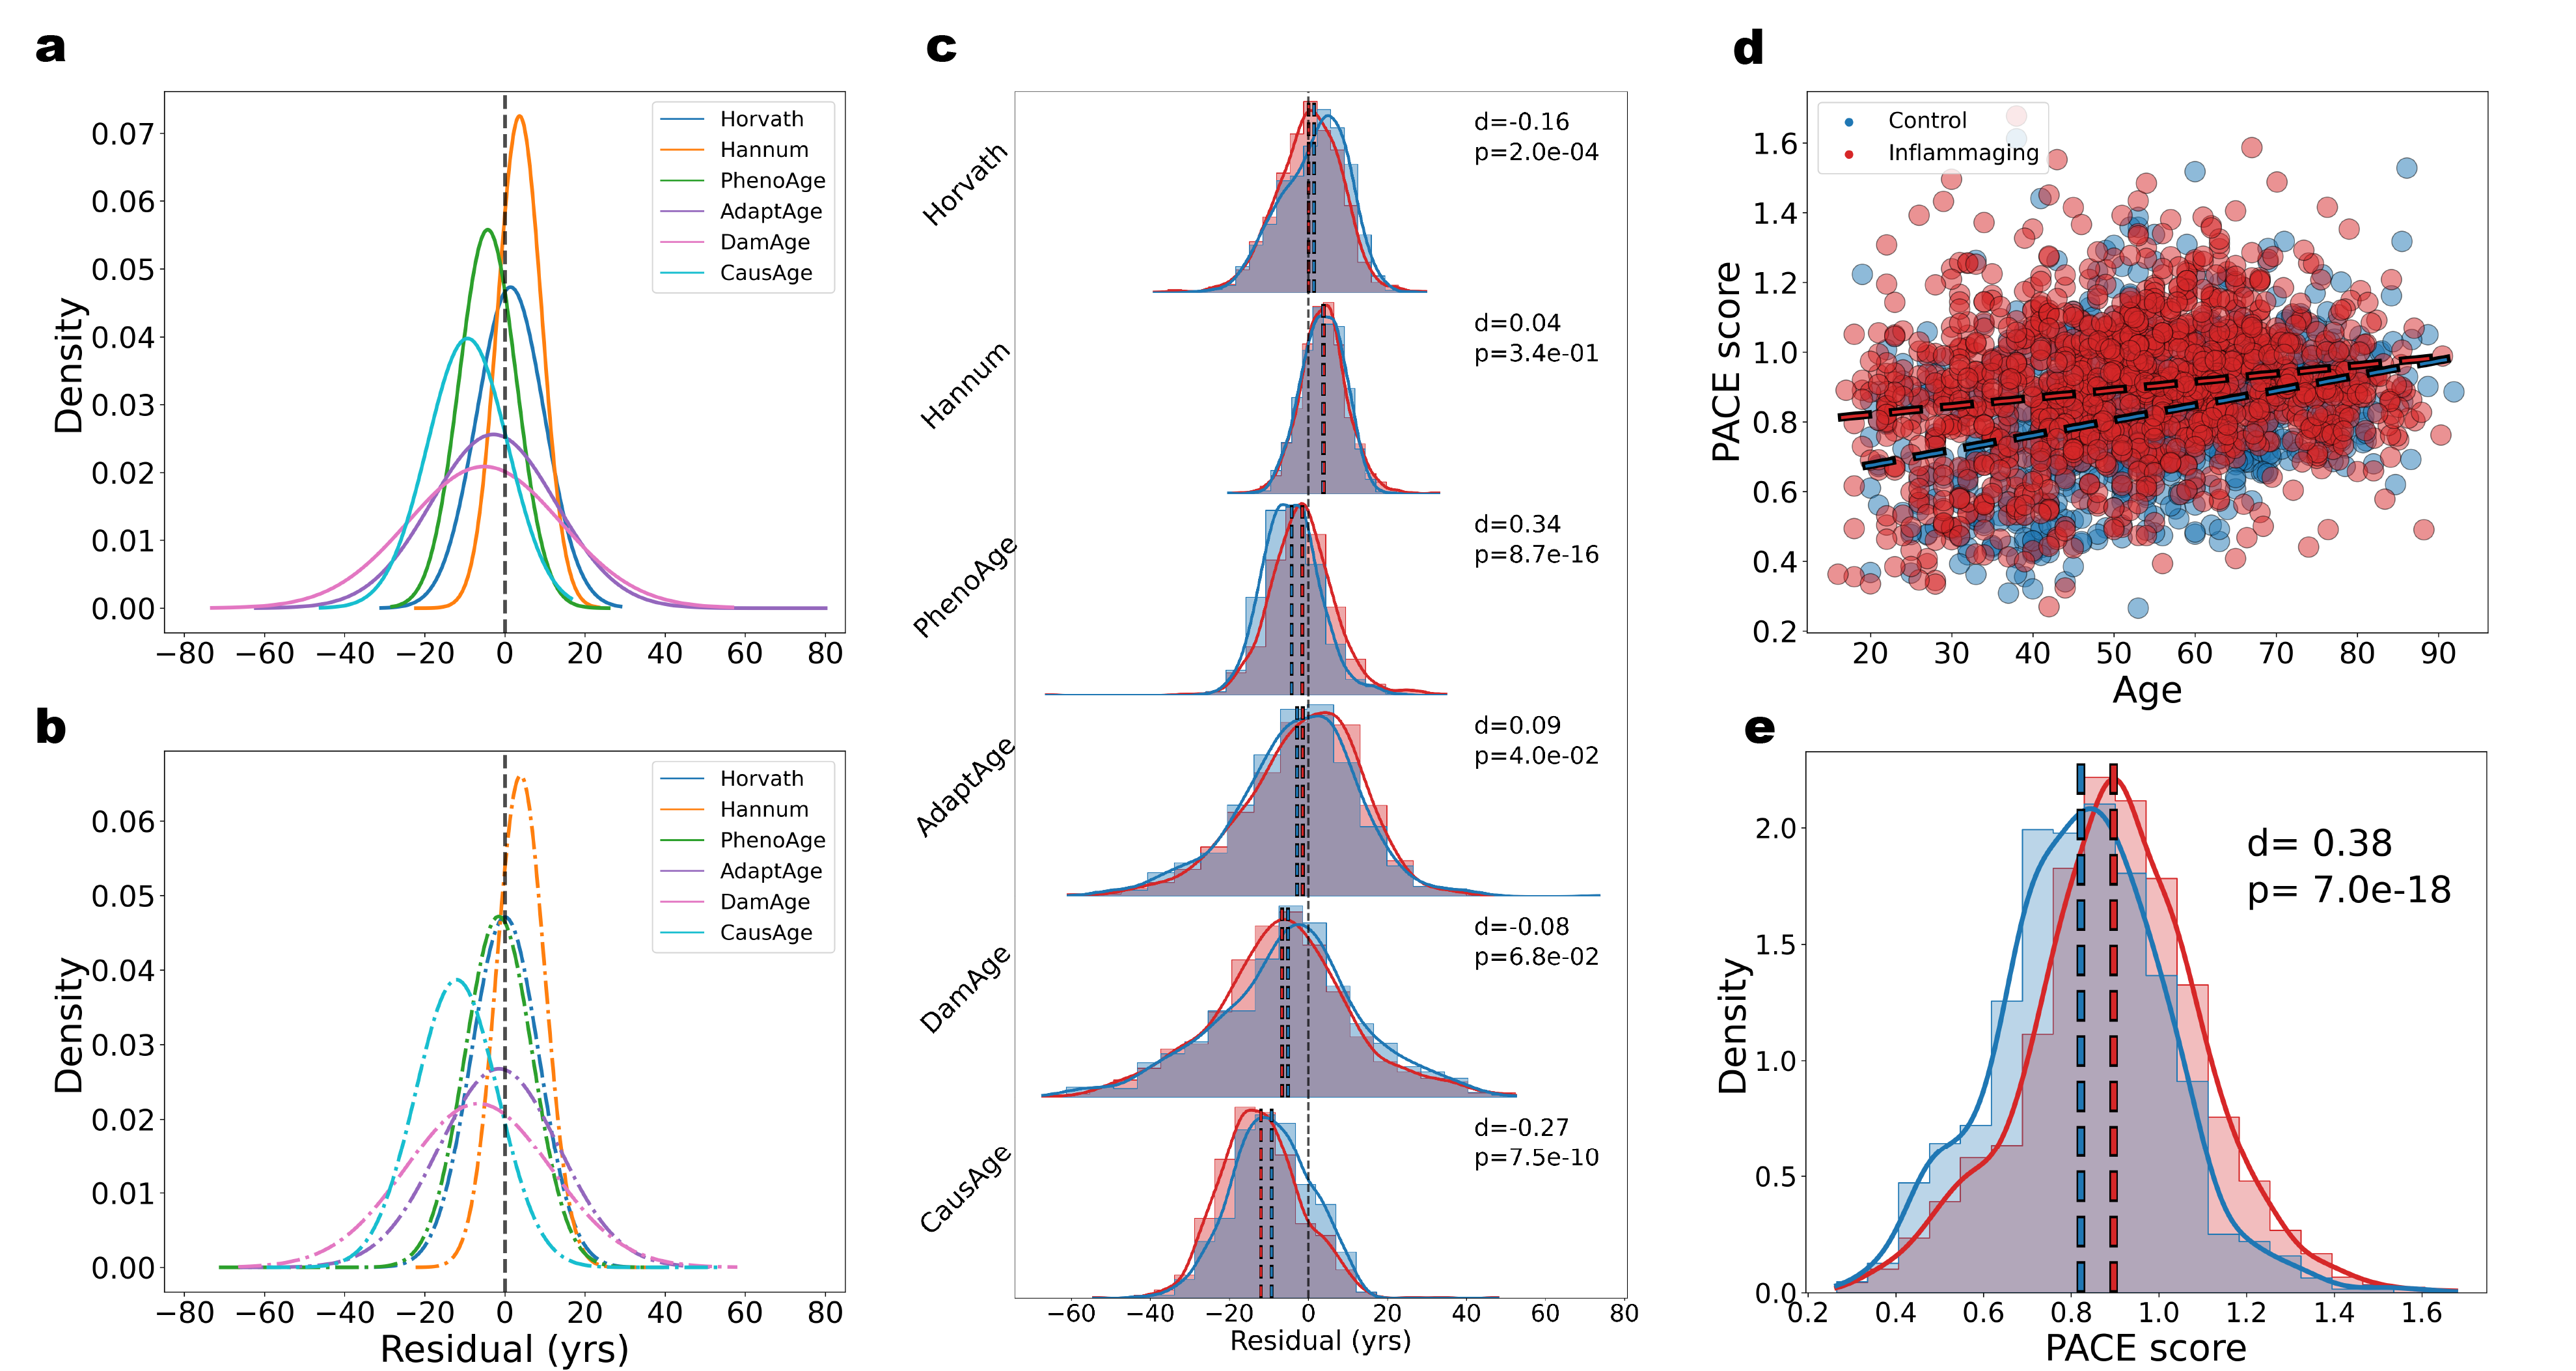 a
Density
0.07
0.06
0.05
0.04
0.03
0.02
0.01
0.00
−80 −60 −40 −20 0 20 40 60 80
Horvath
Hannum
PhenoAge
AdaptAge
DamAge
CausAge
b
Density
0.06
0.05
0.04
0.03
0.02
0.01
0.00
−80 −60 −40 −20 0 20 40 60 80
Residual (yrs)
Horvath
Hannum
PhenoAge
AdaptAge
DamAge
CausAge
c
Horvath
d=-0.16
p=2.0e-04
Hannum
d=0.04
p=3.4e-01
PhenoAge
d=0.34
p=8.7e-16
AdaptAge
d=0.09
p=4.0e-02
DamAge
d=-0.08
p=6.8e-02
CausAge
d=-0.27
p=7.5e-10
−60 −40 −20 0 20 40 60 80
Residual (yrs)
d
PACE score
1.6
1.4
1.2
1.0
0.8
0.6
0.4
0.2
Control
Inflammaging
20 30 40 50 60 70 80 90
Age
e
Density
2.0
1.5
1.0
0.5
0.0
d= 0.38
p= 7.0e-18
0.2 0.4 0.6 0.8 1.0 1.2 1.4 1.6
PACE score